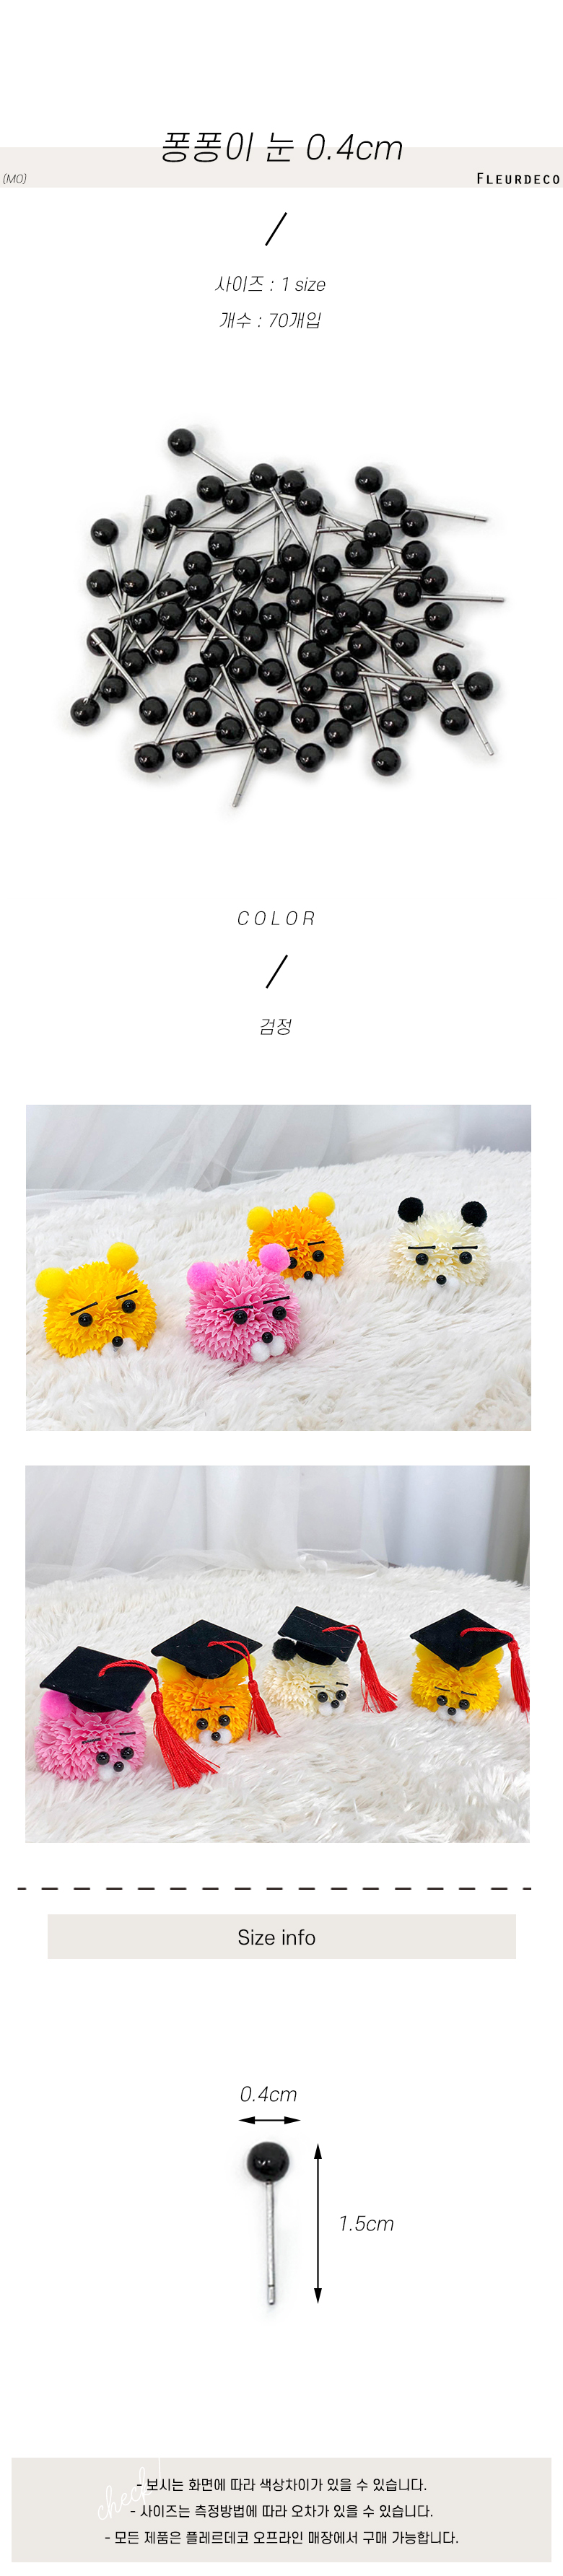 퐁퐁이 눈 0.4cm
(MO)
FLEURDECO
사이즈 : 1 size
개수 : 70개입
COLOR
검정
Size info
0.4cm
1.5cm
check!
- 보시는 화면에 따라 색상차이가 있을 수 있습니다.
- 사이즈는 측정방법에 따라 오차가 있을 수 있습니다.
- 모든 제품은 플레르데코 오프라인 매장에서 구매 가능합니다.